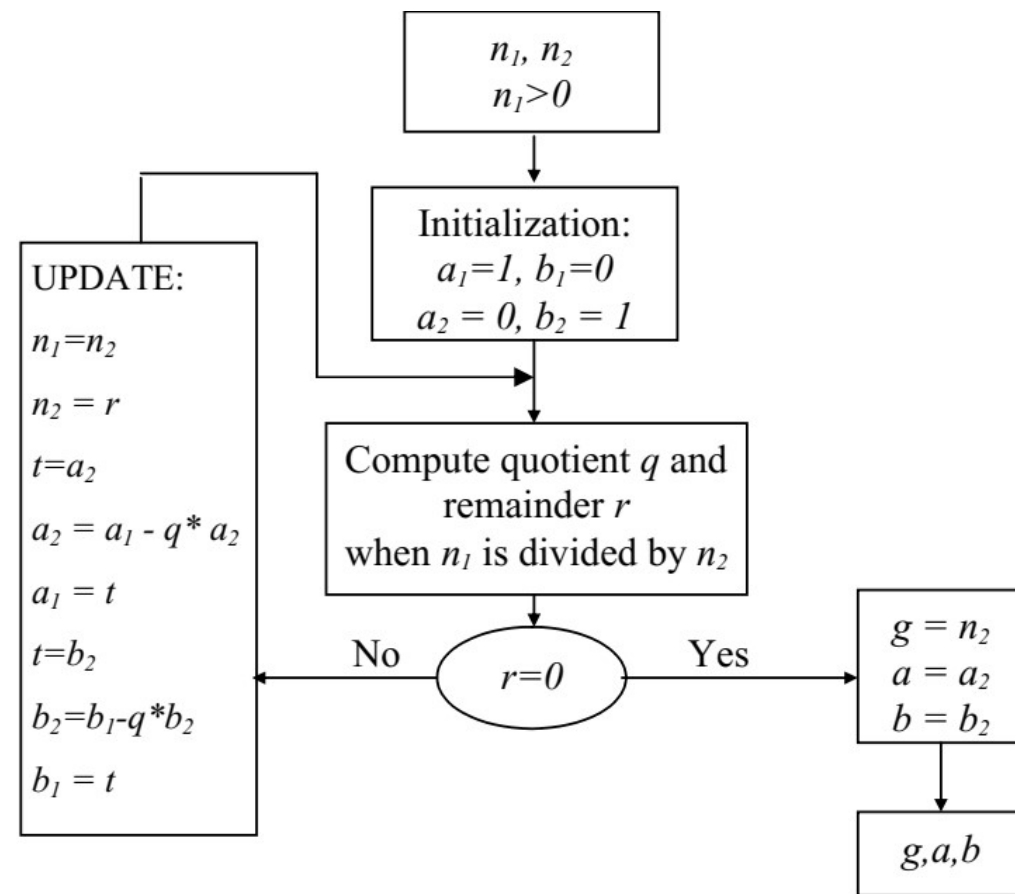 n₁, n₂
n₁>0
Initialization:
a₁=1, b₁=0
a₂ = 0, b₂ = 1
UPDATE:
n₁=n₂
n₂ = r
t=a₂
a₂ = a₁ - q* a₂
a₁ = t
t=b₂
b₂=b₁-q*b₂
b₁ = t
Compute quotient q and
remainder r
when n₁ is divided by n₂
No
r=0
Yes
g = n₂
a = a₂
b = b₂
g,a,b